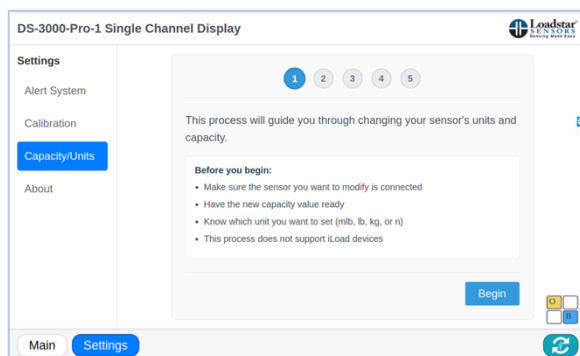 DS-3000-Pro-1 Single Channel Display
Loadstar
SENSORS
Sensing Made Easy
Settings
Alert System
Calibration
Capacity/Units
About
1 2 3 4 5
This process will guide you through changing your sensor's units and
capacity.
Before you begin:
• Make sure the sensor you want to modify is connected
• Have the new capacity value ready
• Know which unit you want to set (mlb, lb, kg, or n)
• This process does not support iLoad devices
Begin
O
B
Main Settings